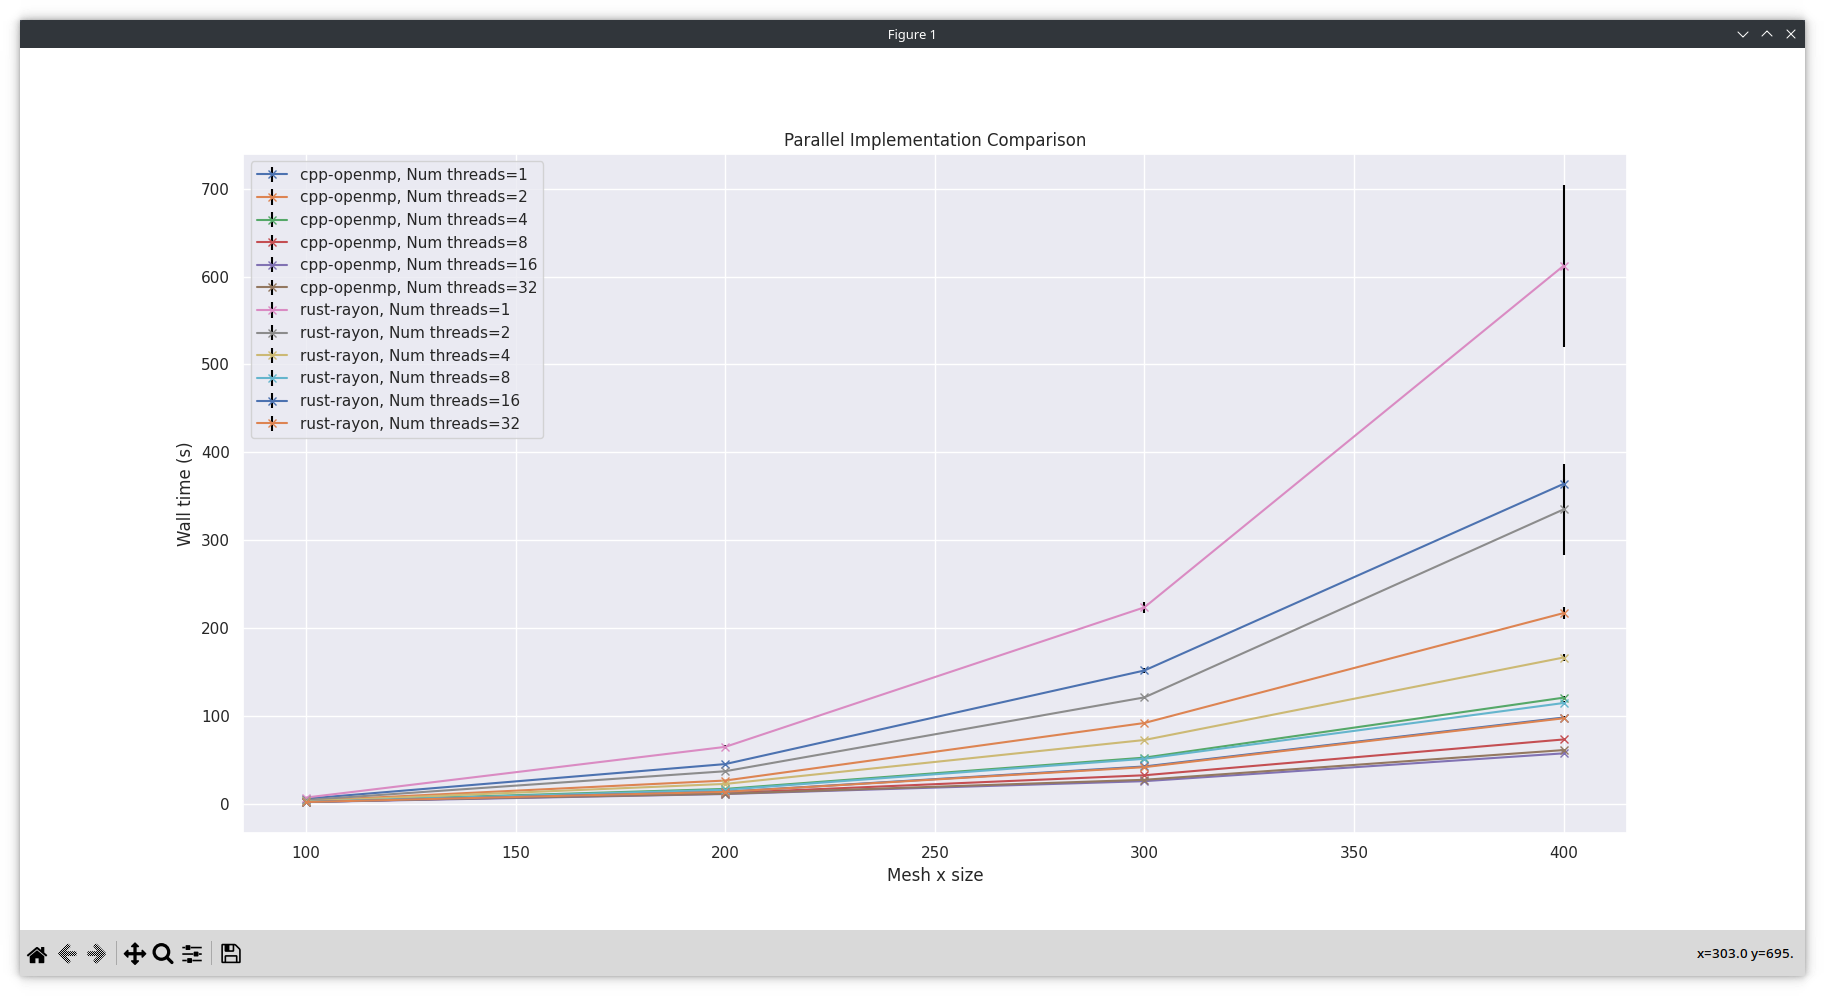 Figure 1
Parallel Implementation Comparison
cpp-openmp, Num threads=1
cpp-openmp, Num threads=2
cpp-openmp, Num threads=4
cpp-openmp, Num threads=8
cpp-openmp, Num threads=16
cpp-openmp, Num threads=32
rust-rayon, Num threads=1
rust-rayon, Num threads=2
rust-rayon, Num threads=4
rust-rayon, Num threads=8
rust-rayon, Num threads=16
rust-rayon, Num threads=32
700
600
500
400
300
200
100
0
Wall time (s)
100 150 200 250 300 350 400
Mesh x size
x=303.0 y=695.